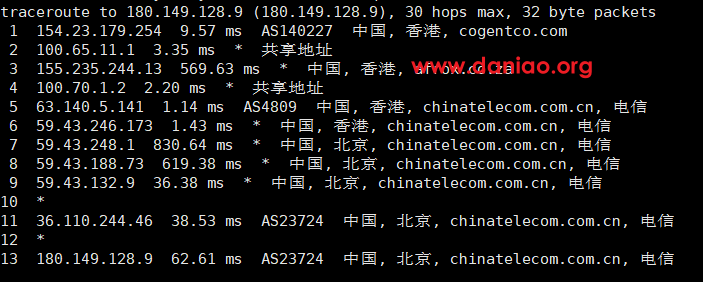 traceroute to 180.149.128.9 (180.149.128.9), 30 hops max, 32 byte packets
1 154.23.179.254 9.57 ms AS140227 中国, 香港, cogentco.com
2 100.65.11.1 3.35 ms * 共享地址
3 155.235.244.13 569.63 ms * 中国, 香港,
www.daniao.org
4 100.70.1.2 2.20 ms * 共享地址
5 63.140.5.141 1.14 ms AS4809 中国, 香港, chinatelecom.com.cn, 电信
6 59.43.246.173 1.43 ms * 中国, 香港, chinatelecom.com.cn, 电信
7 59.43.248.1 830.64 ms * 中国, 北京, chinatelecom.com.cn, 电信
8 59.43.188.73 619.38 ms * 中国, 北京, chinatelecom.com.cn, 电信
9 59.43.132.9 36.38 ms * 中国, 北京, chinatelecom.com.cn, 电信
10 *
11 36.110.244.46 38.53 ms AS23724 中国, 北京, chinatelecom.com.cn, 电信
12 *
13 180.149.128.9 62.61 ms AS23724 中国, 北京, chinatelecom.com.cn, 电信